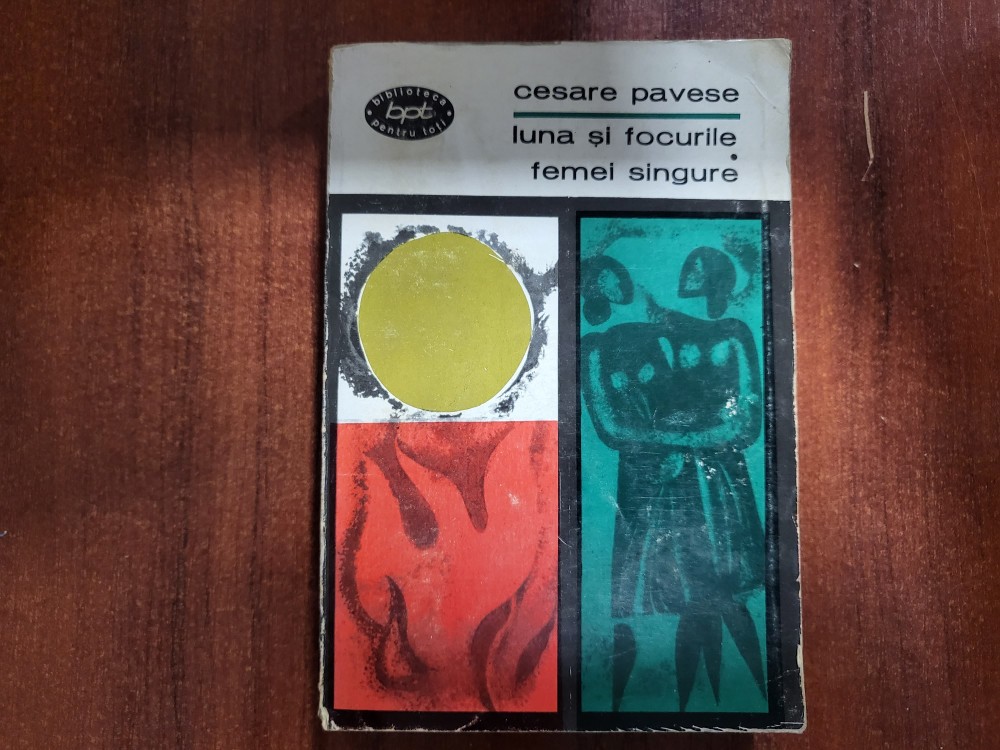 biblioteca
bpt
pentru toți
cesare pavese
luna și focurile
•
femei singure